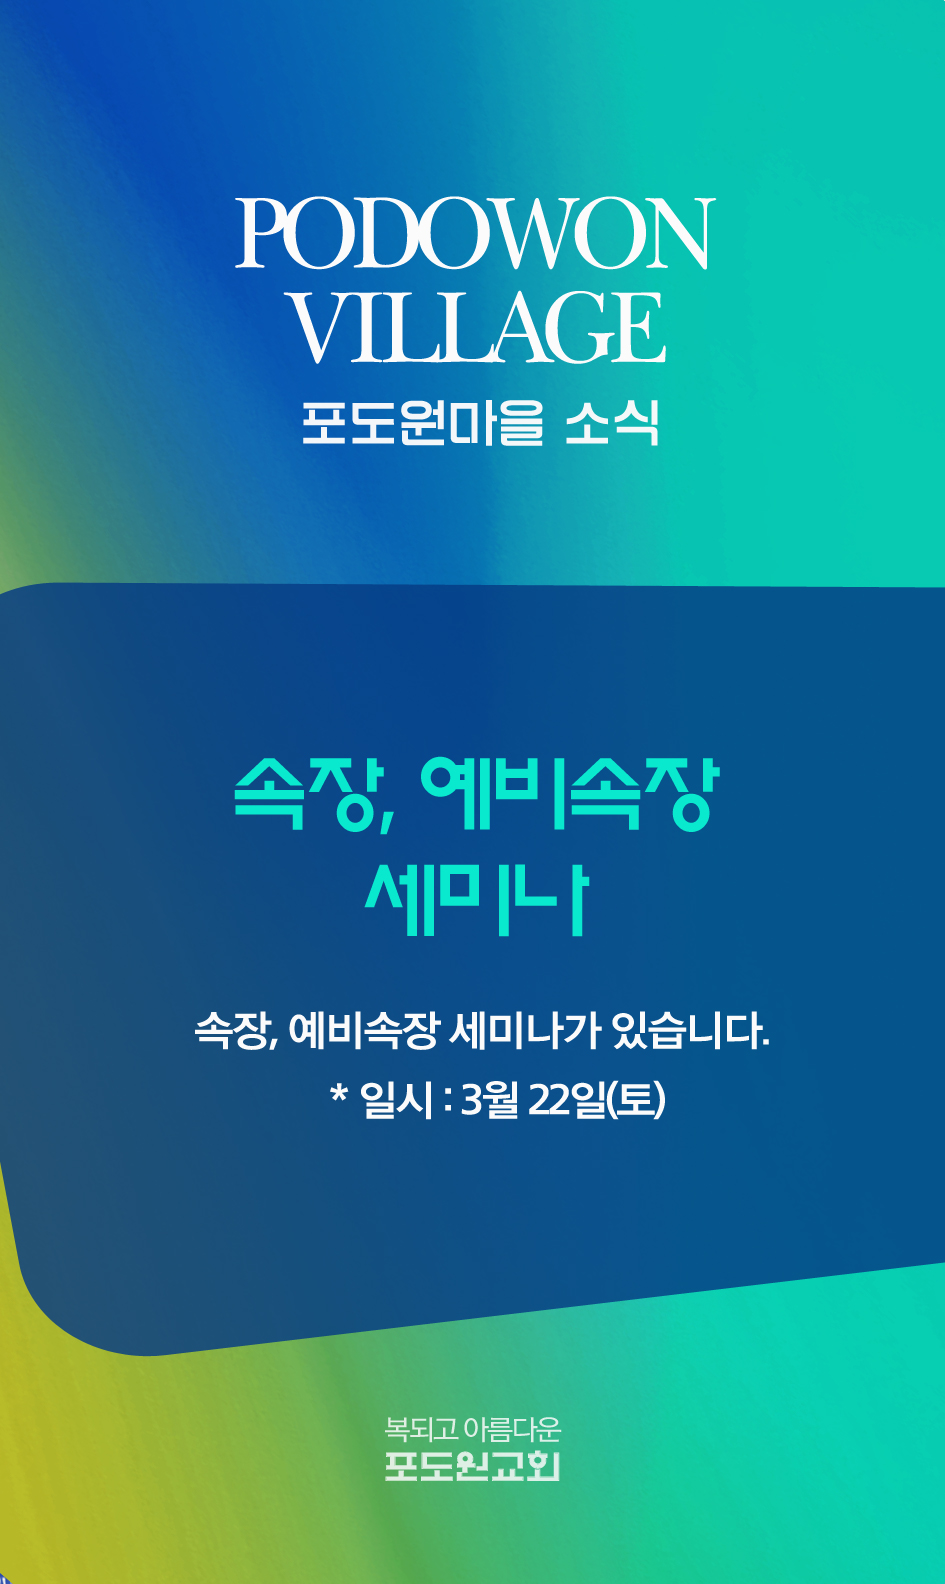 PODOWON
VILLAGE
포도원마을 소식
속장, 예비속장
세미나
속장, 예비속장 세미나가 있습니다.
* 일시 : 3월 22일(토)
복되고 아름다운
포도원교회